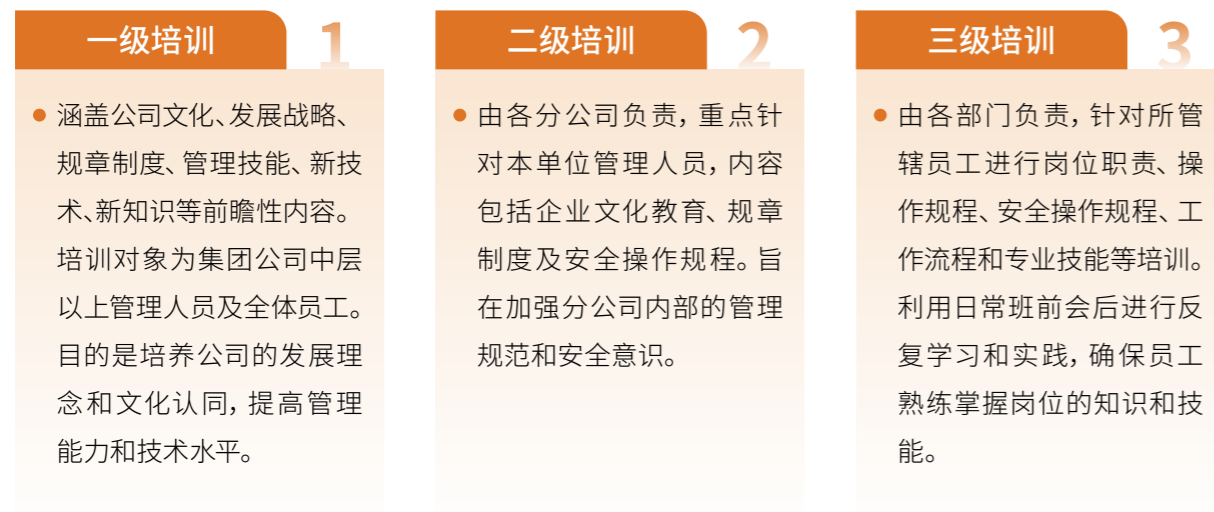 一级培训
1
涵盖公司文化、发展战略、
规章制度、管理技能、新技
术、新知识等前瞻性内容。
培训对象为集团公司中层
以上管理人员及全体员工。
目的是培养公司的发展理
念和文化认同，提高管理
能力和技术水平。
二级培训
2
由各分公司负责，重点针
对本单位管理人员，内容
包括企业文化教育、规章
制度及安全操作规程。旨
在加强分公司内部的管理
规范和安全意识。
三级培训
3
由各部门负责，针对所管
辖员工进行岗位职责、操
作规程、安全操作规程、工
作流程和专业技能等培训。
利用日常班前会后进行反
复学习和实践，确保员工
熟练掌握岗位的知识和技
能。